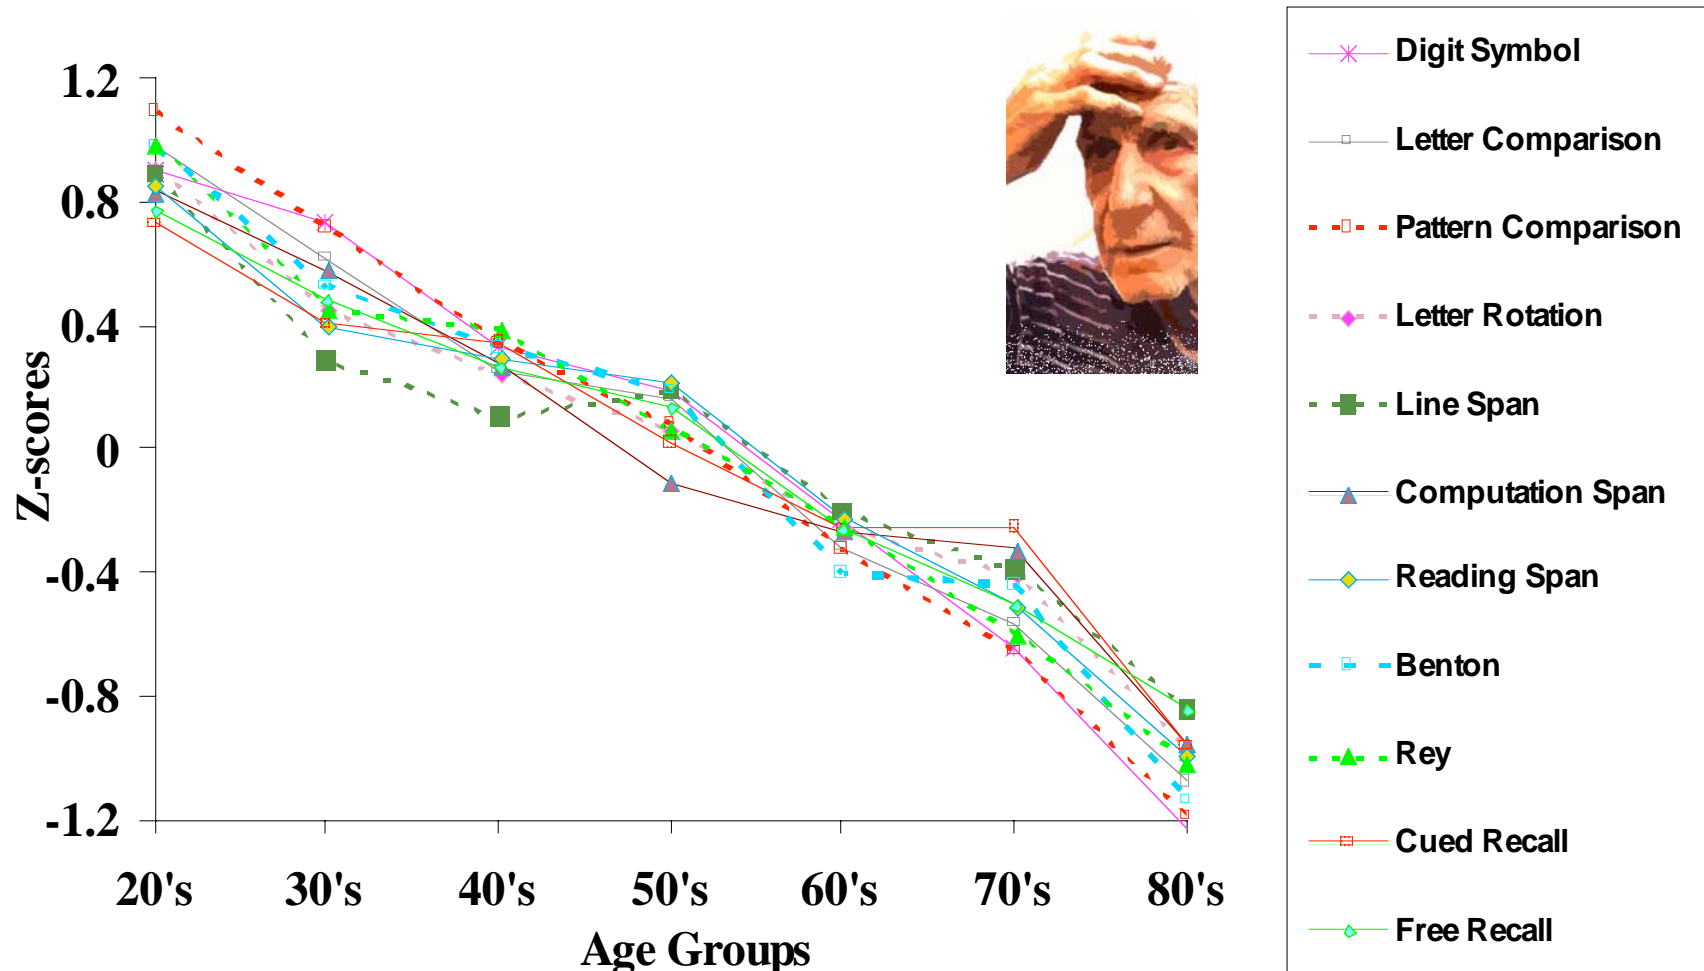 1.2
0.8
0.4
0
-0.4
-0.8
-1.2
Z-scores
20's 30's 40's 50's 60's 70's 80's
Age Groups
Digit Symbol
Letter Comparison
Pattern Comparison
Letter Rotation
Line Span
Computation Span
Reading Span
Benton
Rey
Cued Recall
Free Recall